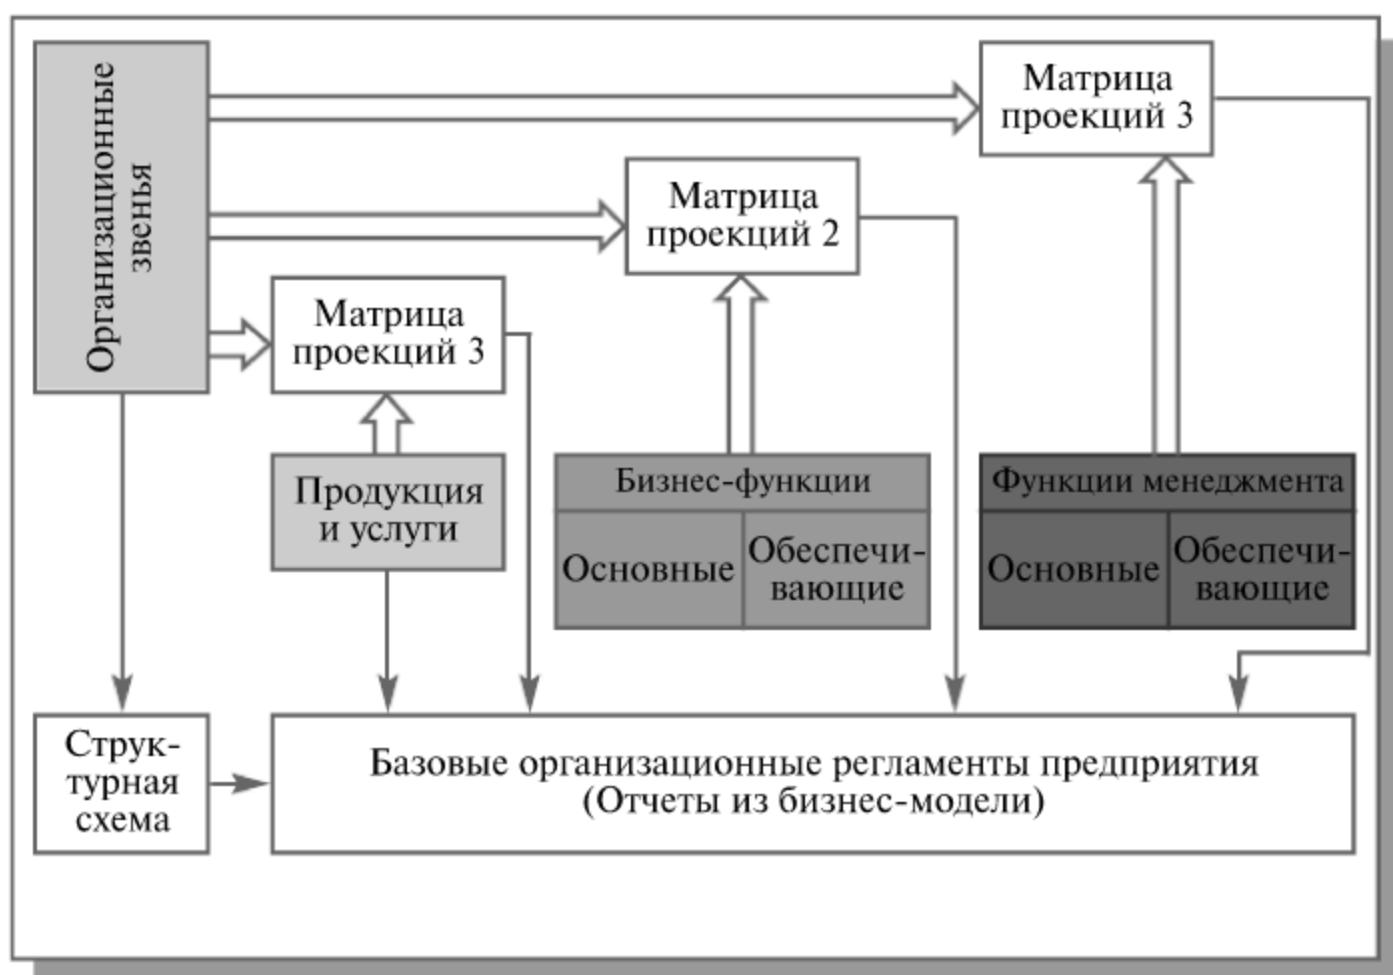 Организационные
звенья
Матрица
проекций 3
Матрица
проекций 2
Матрица
проекций 3
Продукция
и услуги
Бизнес-функции
Основные
Обеспечи-
вающие
Функции менеджмента
Основные
Обеспечи-
вающие
Струк-
турная
схема
Базовые организационные регламенты предприятия
(Отчеты из бизнес-модели)